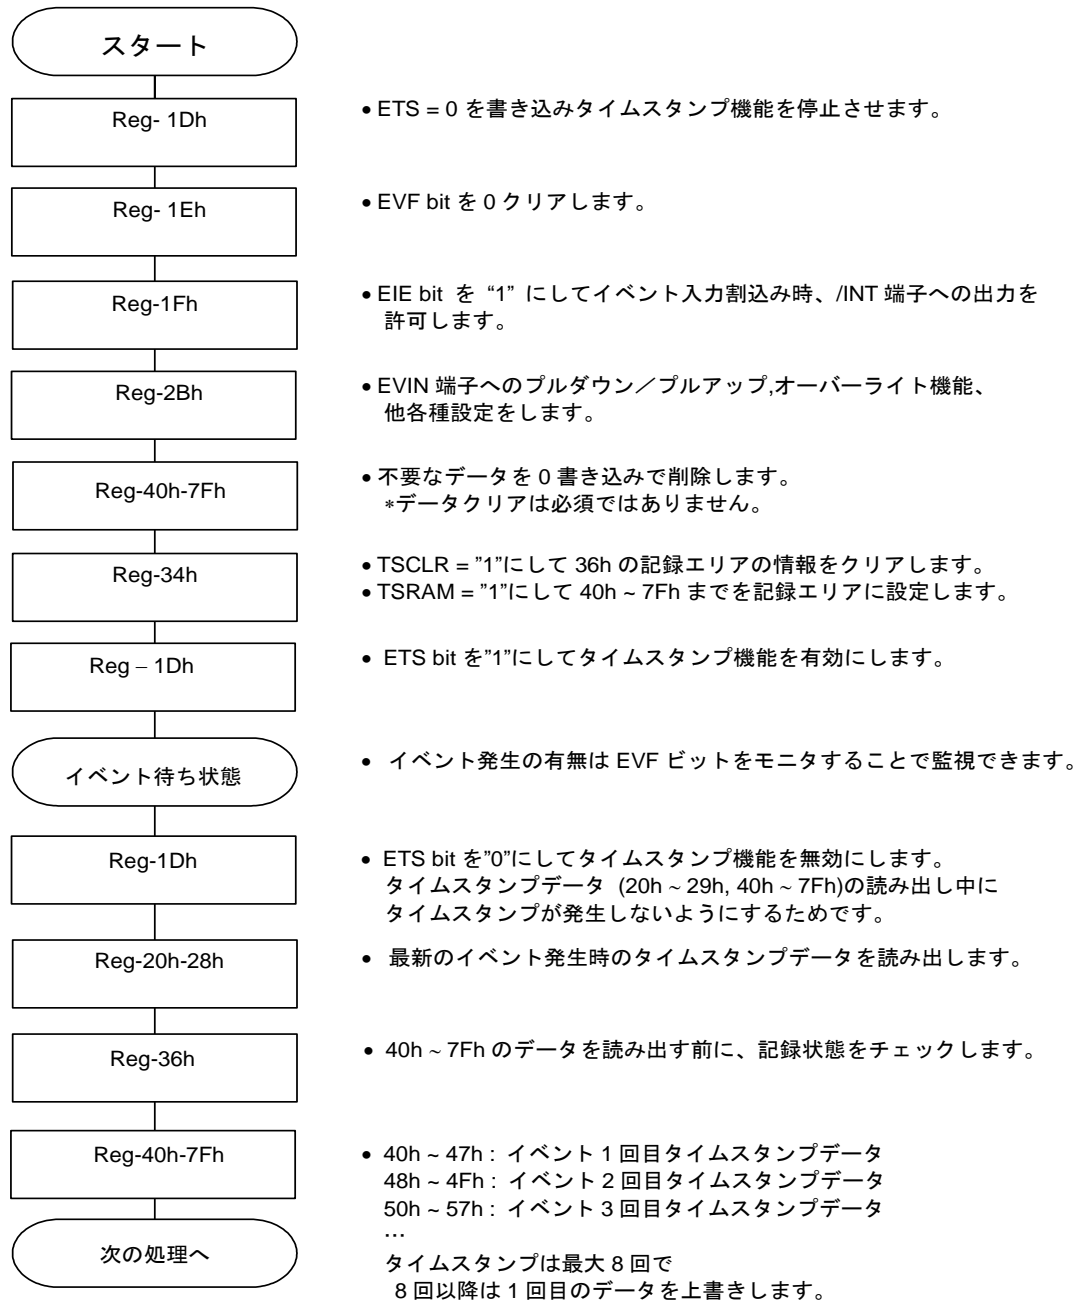 スタート
Reg- 1Dh
• ETS = 0 を書き込みタイムスタンプ機能を停止させます。
Reg- 1Eh
• EVF bit を 0 クリアします。
Reg-1Fh
• EIE bit を “1” にしてイベント入力割込み時、/INT 端子への出力を
許可します。
Reg-2Bh
• EVIN 端子へのプルダウン／プルアップ,オーバーライト機能、
他各種設定をします。
Reg-40h-7Fh
• 不要なデータを 0 書き込みで削除します。
*データクリアは必須ではありません。
Reg-34h
• TSCLR = ”1”にして 36h の記録エリアの情報をクリアします。
• TSRAM = ”1”にして 40h ~ 7Fh までを記録エリアに設定します。
Reg – 1Dh
• ETS bit を”1”にしてタイムスタンプ機能を有効にします。
イベント待ち状態
• イベント発生の有無は EVF ビットをモニタすることで監視できます。
Reg-1Dh
• ETS bit を”0”にしてタイムスタンプ機能を無効にします。
タイムスタンプデータ (20h ~ 29h, 40h ~ 7Fh)の読み出し中に
タイムスタンプが発生しないようにするためです。
Reg-20h-28h
• 最新のイベント発生時のタイムスタンプデータを読み出します。
Reg-36h
• 40h ~ 7Fh のデータを読み出す前に、記録状態をチェックします。
Reg-40h-7Fh
• 40h ~ 47h : イベント 1 回目タイムスタンプデータ
48h ~ 4Fh : イベント 2 回目タイムスタンプデータ
50h ~ 57h : イベント 3 回目タイムスタンプデータ
…
次の処理へ
タイムスタンプは最大 8 回で
8 回以降は 1 回目のデータを上書きします。